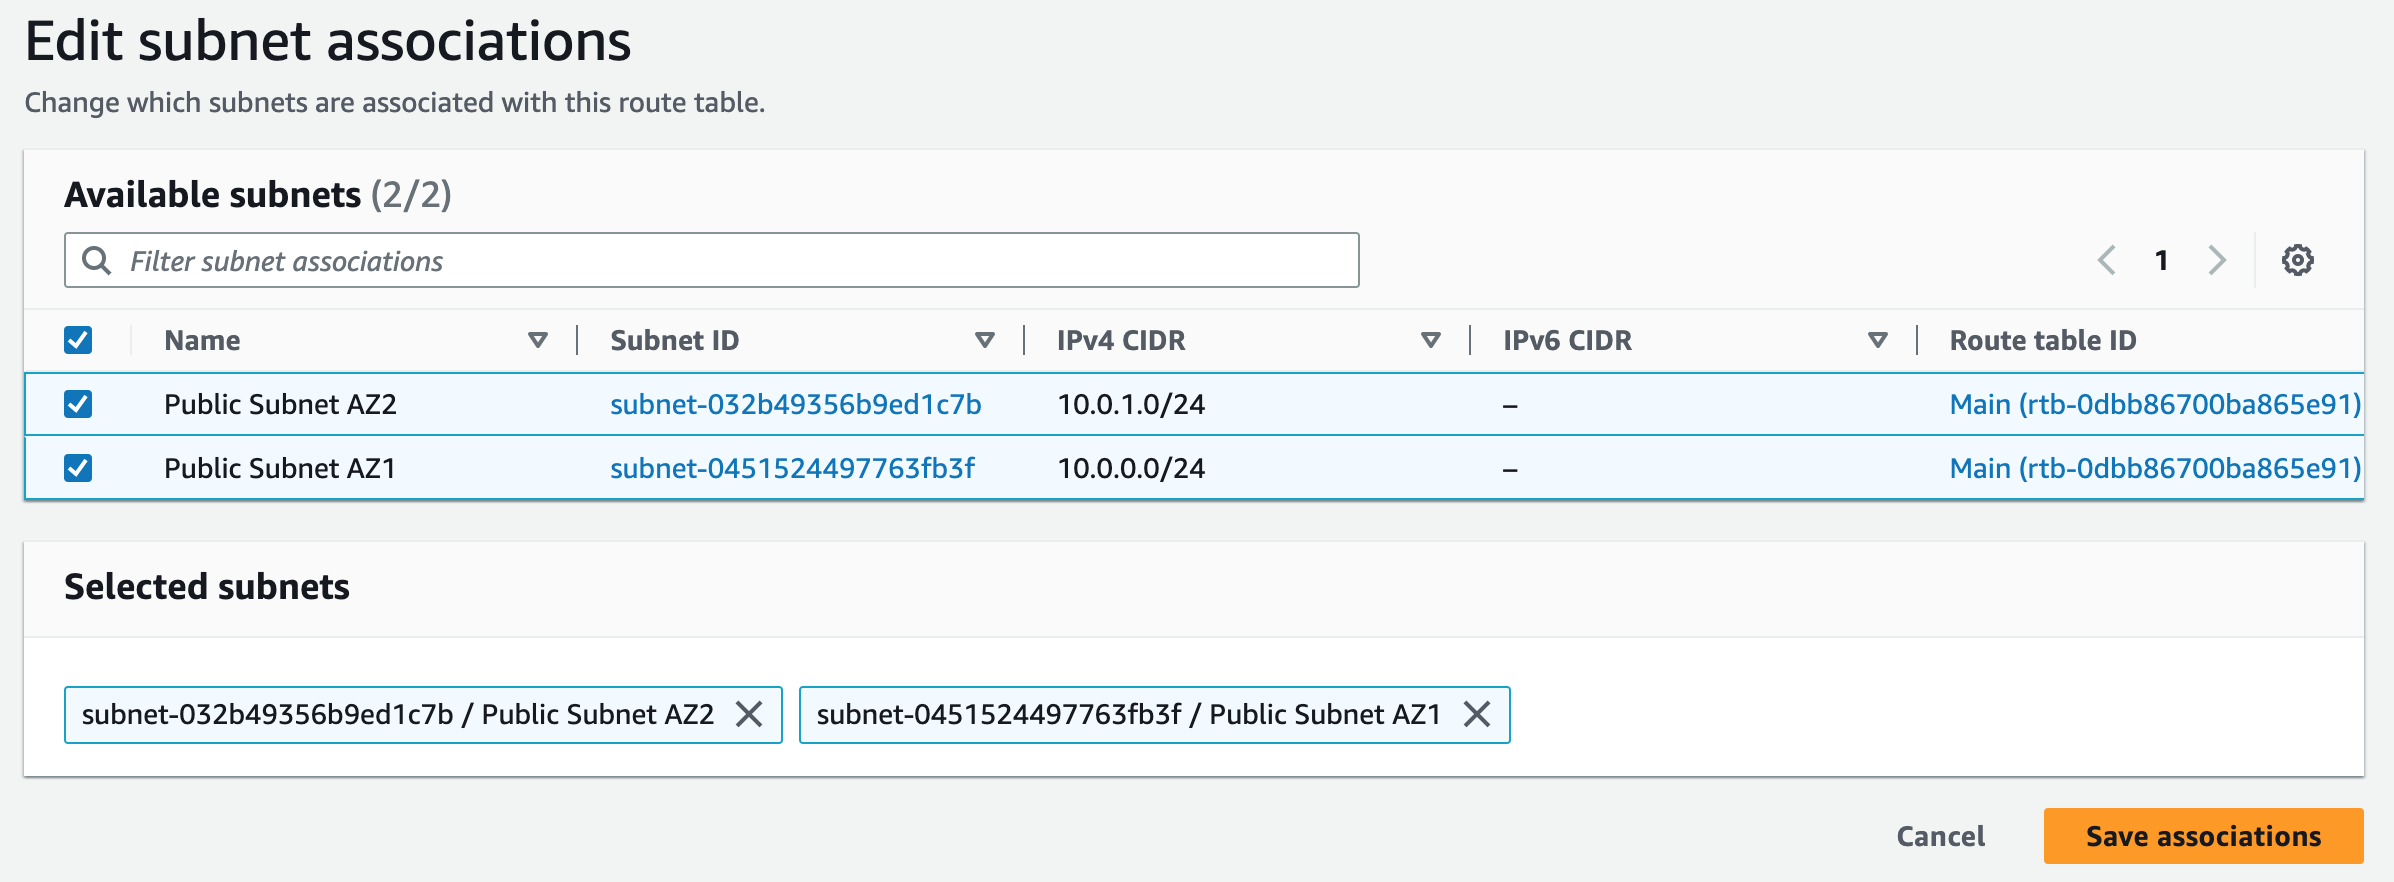 Edit subnet associations
Change which subnets are associated with this route table.
Available subnets (2/2)
Filter subnet associations
1
Name Subnet ID IPv4 CIDR IPv6 CIDR Route table ID
Public Subnet AZ2 subnet-032b49356b9ed1c7b 10.0.1.0/24 – Main (rtb-0dbb86700ba865e91)
Public Subnet AZ1 subnet-0451524497763fb3f 10.0.0.0/24 – Main (rtb-0dbb86700ba865e91)
Selected subnets
subnet-032b49356b9ed1c7b / Public Subnet AZ2 subnet-0451524497763fb3f / Public Subnet AZ1
Cancel Save associations